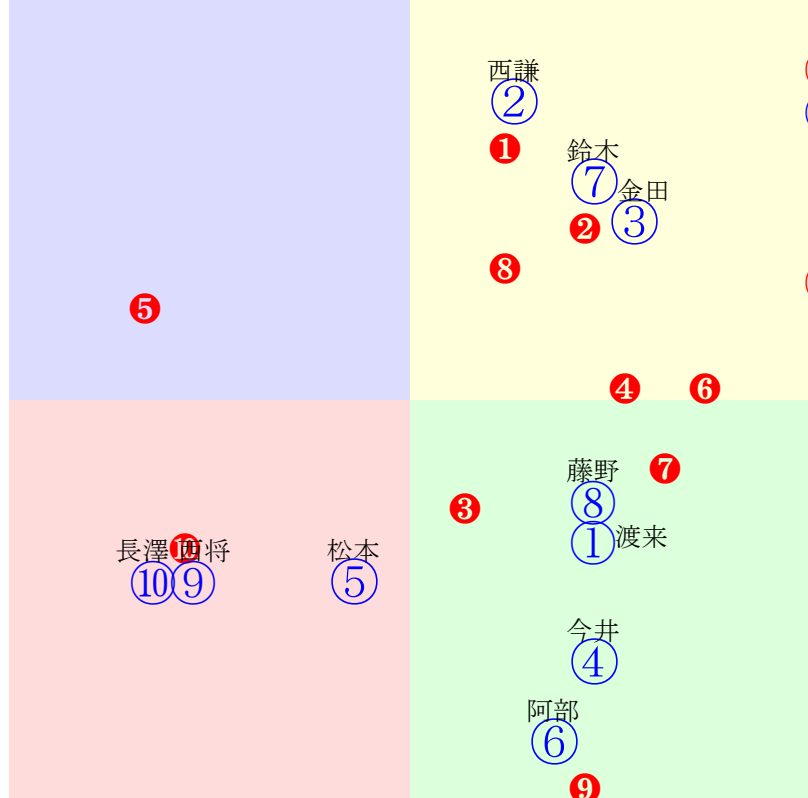 西謙
②
❶
鈴木
⑦
金田
③
❷
❽
❺
❹
❻
藤野
❼
⑧
❸
①
渡来
長澤
❿
西将
松本
⑩
⑨
⑤
今井
④
阿部
⑥
❾